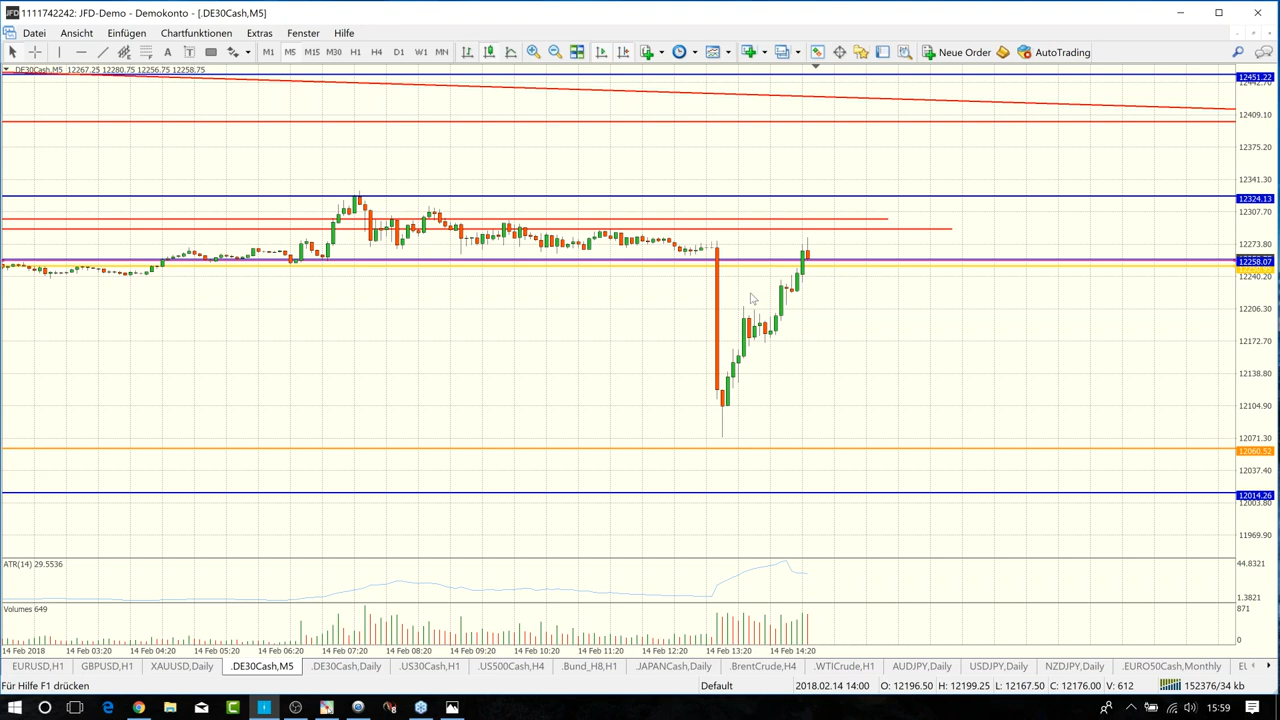 1111742242: JFD-Demo - Demokonto - [.DE30Cash,M5]
Datei Ansicht Einfügen Chartfunktionen Extras Fenster Hilfe
M1 M5 M15 M30 H1 H4 D1 W1 MN Neue Order AutoTrading
.DE30Cash,M5 12267.25 12280.75 12256.75 12258.75
12451.22
12409.10
12375.20
12341.30
12324.13
12307.70
12273.80
12258.07
12240.20
12206.30
12172.70
12138.80
12104.90
12071.30
12060.52
12037.40
12014.26
12003.80
11969.90
ATR(14) 29.5536
44.8321
1.3821
Volumes 649
871
0
14 Feb 2018 14 Feb 03:20 14 Feb 04:20 14 Feb 05:20 14 Feb 06:20 14 Feb 07:20 14 Feb 08:20 14 Feb 09:20 14 Feb 10:20 14 Feb 11:20 14 Feb 12:20 14 Feb 13:20 14 Feb 14:20
EURUSD,H1 GBPUSD,H1 XAUUSD,Daily .DE30Cash,M5 .DE30Cash,Daily .US30Cash,H1 .US500Cash,H4 .Bund_H8,H1 .JAPANCash,Daily .BrentCrude,H4 .WTICrude,H1 AUDJPY,Daily USDJPY,Daily NZDJPY,Daily .EURO50Cash,Monthly
Für Hilfe F1 drücken Default 2018.02.14 14:00 O: 12196.50 H: 12199.25 L: 12167.50 C: 12176.00 V: 612 152376/34 kb
15:59